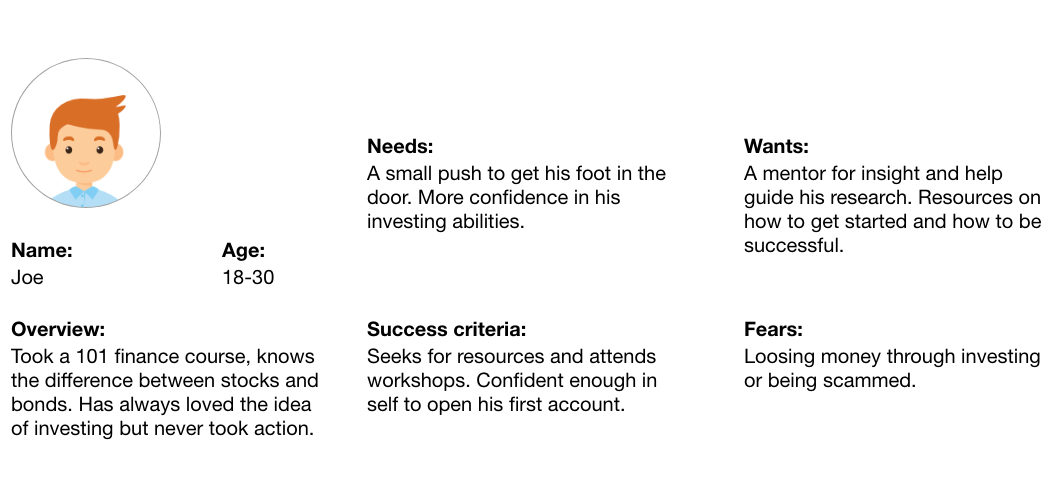 Name:
Joe
Age:
18-30
Overview:
Took a 101 finance course, knows
the difference between stocks and
bonds. Has always loved the idea
of investing but never took action.
Needs:
A small push to get his foot in the
door. More confidence in his
investing abilities.
Success criteria:
Seeks for resources and attends
workshops. Confident enough in
self to open his first account.
Wants:
A mentor for insight and help
guide his research. Resources on
how to get started and how to be
successful.
Fears:
Loosing money through investing
or being scammed.